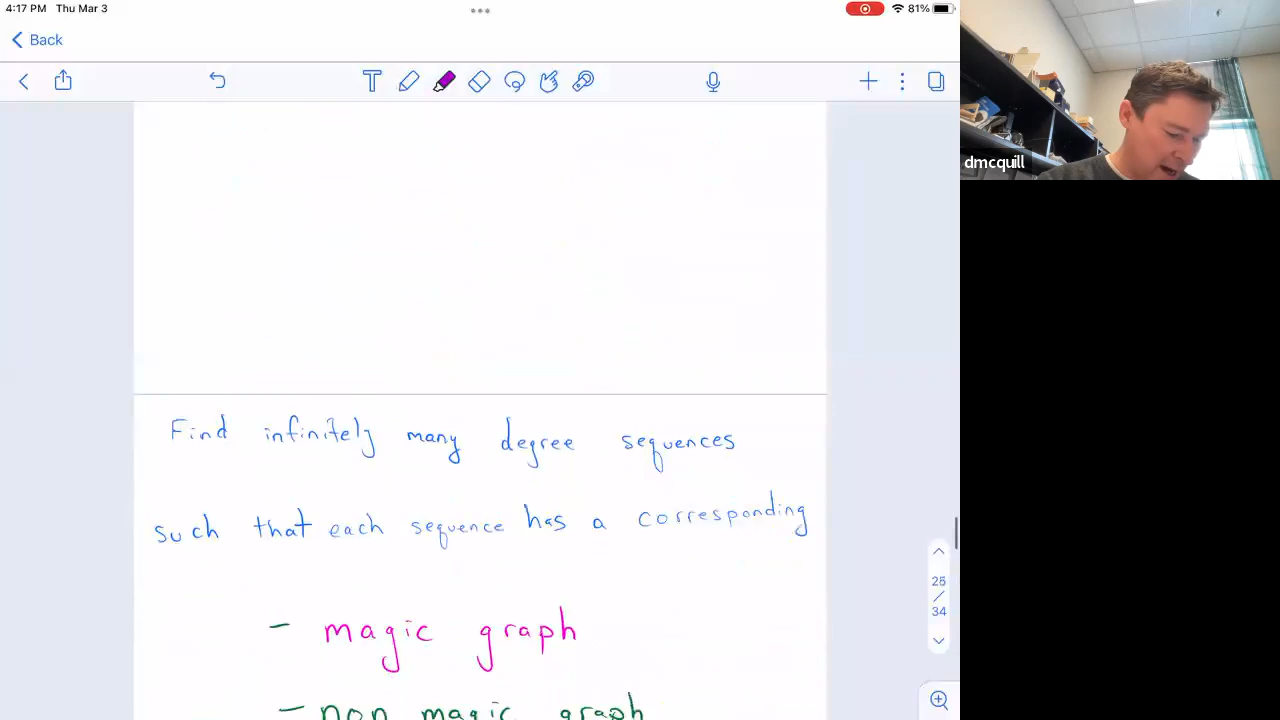 4:17 PM Thu Mar 3
81%
Back
dmcquill
Find infinitely many degree sequences
such that each sequence has a corresponding
25
/
34
- magic graph
- non magic graph